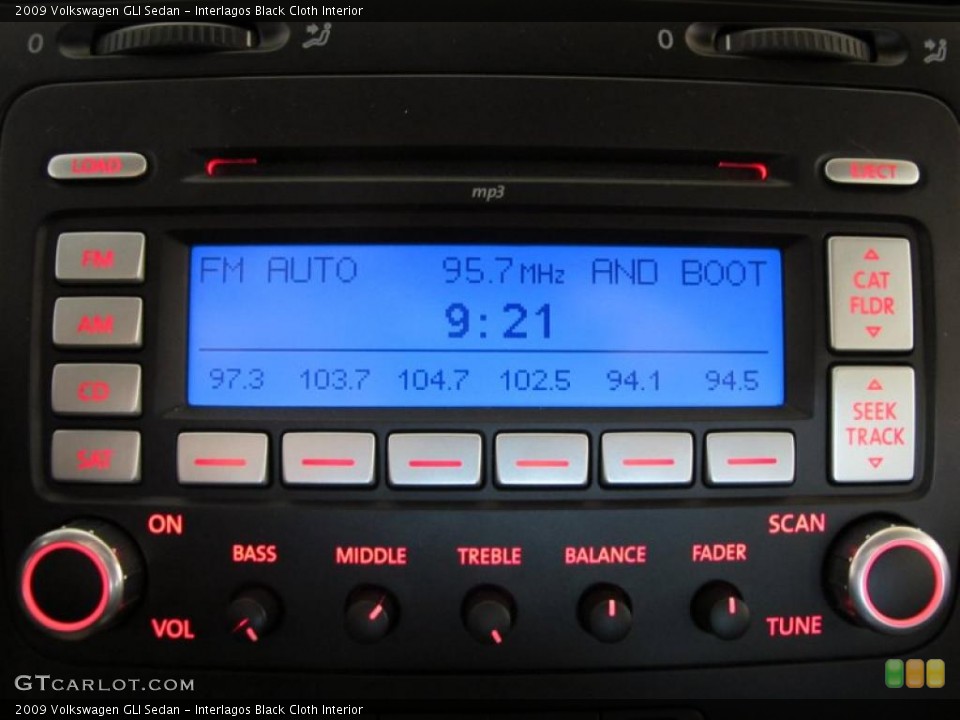 2009 Volkswagen GLI Sedan - Interlagos Black Cloth Interior
0 0
LOAD EJECT
mp3
FM AUTO 95.7 MHz AND BOOT
9:21
97.3 103.7 104.7 102.5 94.1 94.5
FM
AM
CD
SAT
CAT
FLDR
SEEK
TRACK
ON SCAN
BASS MIDDLE TREBLE BALANCE FADER
VOL TUNE
GTCARLOT.COM
2009 Volkswagen GLI Sedan - Interlagos Black Cloth Interior